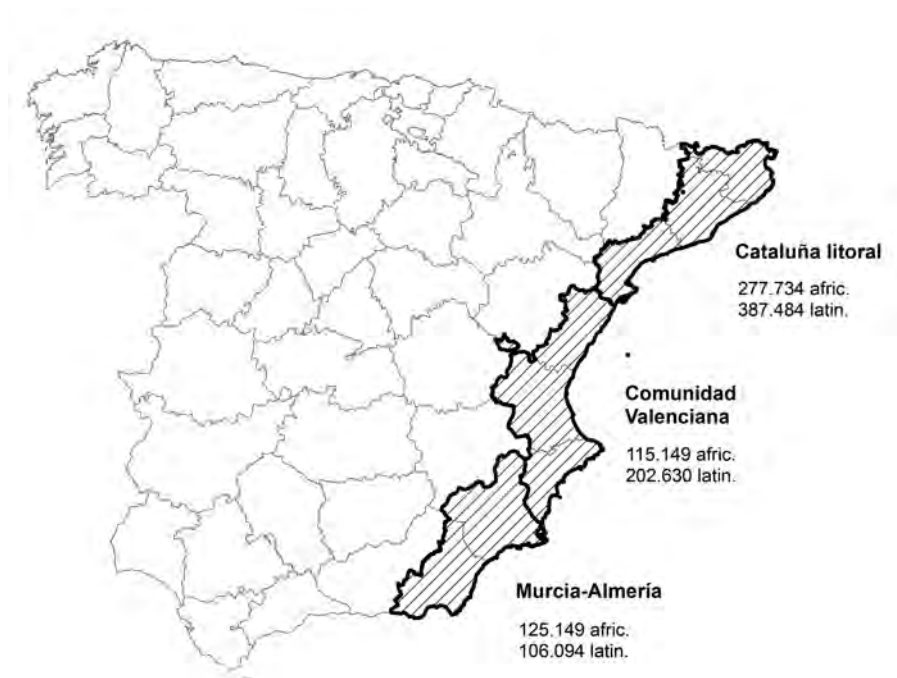 Cataluña litoral
277.734 afric.
387.484 latin.
Comunidad
Valenciana
115.149 afric.
202.630 latin.
Murcia-Almería
125.149 afric.
106.094 latin.